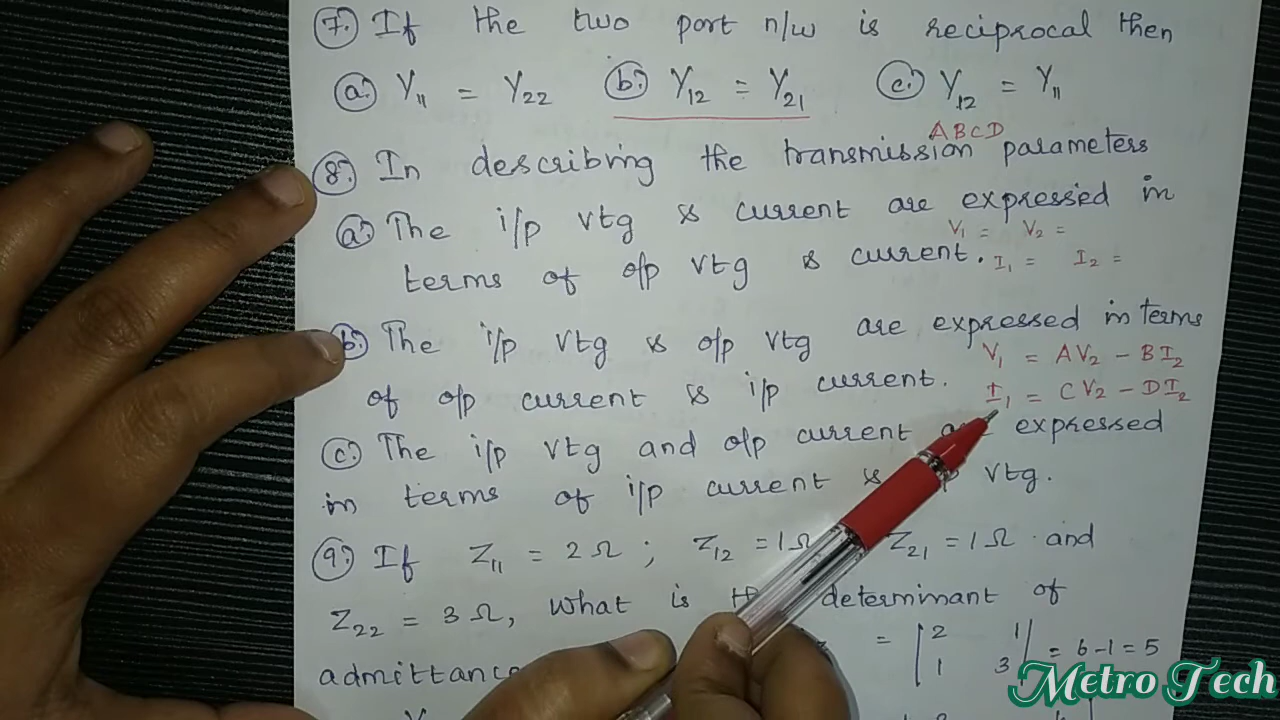 7. If the two port n/w is reciprocal then
a. Y11 = Y22 b. Y12 = Y21 c. Y12 = Y11
ABCD
8. In describing the transmission parameters
a. The i/p vtg & current are expressed in
V1 = V2 =
terms of o/p vtg & current. I1 = I2 =
b. The i/p vtg & o/p vtg are expressed in terms
V1 = AV2 - BI2
of o/p current & i/p current.
I1 = CV2 - DI2
c. The i/p vtg and o/p current are expressed
in terms of i/p current & vtg.
9. If Z11 = 2Ω ; Z12 = 1Ω Z21 = 1Ω and
Z22 = 3Ω, what is determinant of
= |2 1|
|1 3| = 6-1=5
admittance
Metro Tech